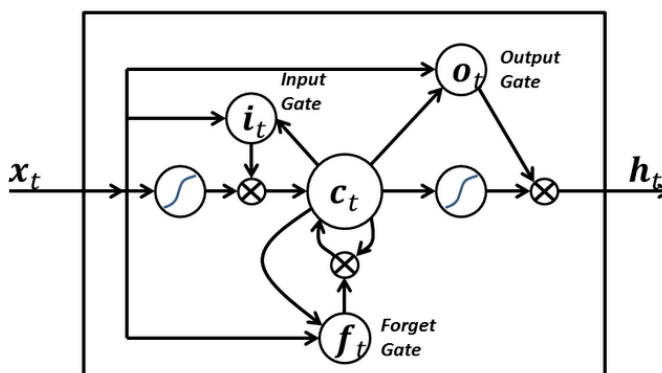 Input
Gate
Output
Gate
o_t
i_t
x_t
c_t
h_t
f_t
Forget
Gate